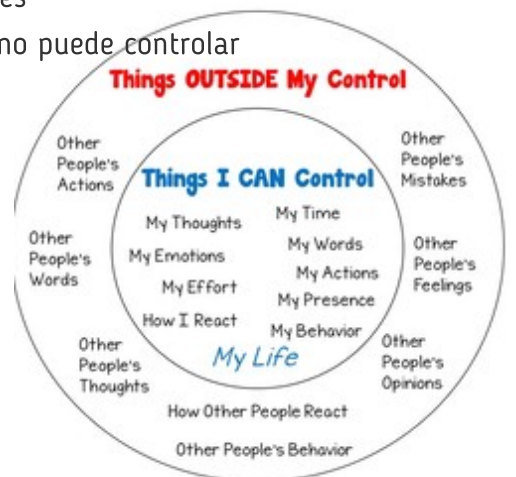 es
no puede controlar
Things OUTSIDE My Control
Other
People's
Actions
Other
People's
Mistakes
Things I CAN Control
My Thoughts
My Time
My Emotions
My Words
My Effort
My Actions
How I React
My Presence
My Behavior
My Life
Other
People's
Words
Other
People's
Feelings
Other
People's
Thoughts
Other
People's
Opinions
How Other People React
Other People's Behavior